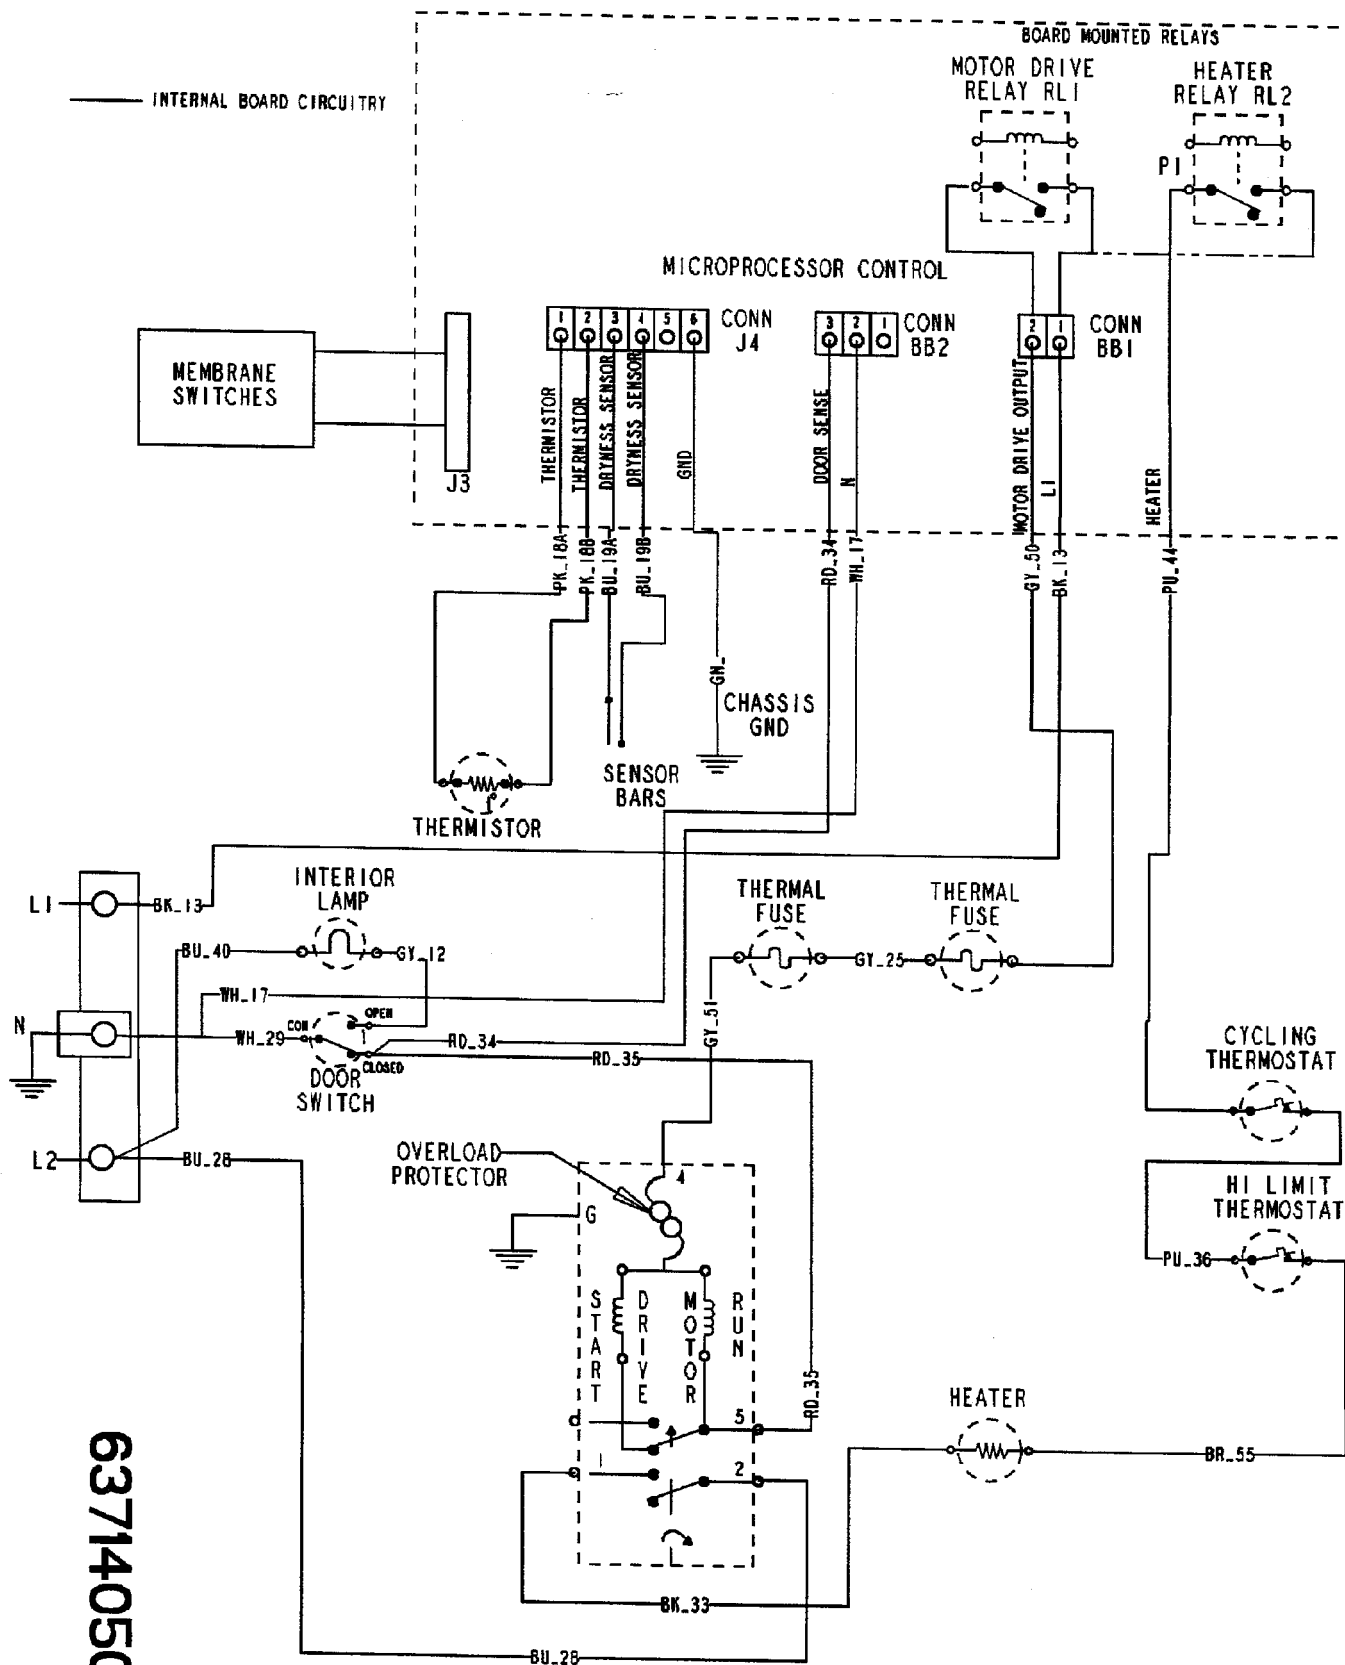 BOARD MOUNTED RELAYS
MOTOR DRIVE
RELAY RL1
HEATER
RELAY RL2
INTERNAL BOARD CIRCUITRY
P1
MICROPROCESSOR CONTROL
1 2 3 4 5 6
CONN
J4
3 2 1
CONN
BB2
2 1
CONN
BB1
MEMBRANE
SWITCHES
J3
THERMISTOR
THERMISTOR
DRYNESS SENSOR
DRYNESS SENSOR
GND
DOOR SENSE
N
MOTOR DRIVE OUTPUT
L1
HEATER
PK_18A
PK_18B
BU_19A
BU_19B
RD_34
WH_17
GY_50
BK_13
PU_44
GN_
CHASSIS
GND
SENSOR
BARS
THERMISTOR
L1
BK_13
INTERIOR
LAMP
BU_40
GY_12
THERMAL
FUSE
THERMAL
FUSE
GY_25
WH_17
N
WH_29
COM
OPEN
CLOSED
RD_34
RD_35
GY_51
DOOR
SWITCH
CYCLING
THERMOSTAT
L2
BU_28
OVERLOAD
PROTECTOR
4
G
HI LIMIT
THERMOSTAT
PU_36
START
DRIVE
MOTOR
RUN
RD_35
5
1
2
HEATER
BR_55
BK_33
BU_28
6371405